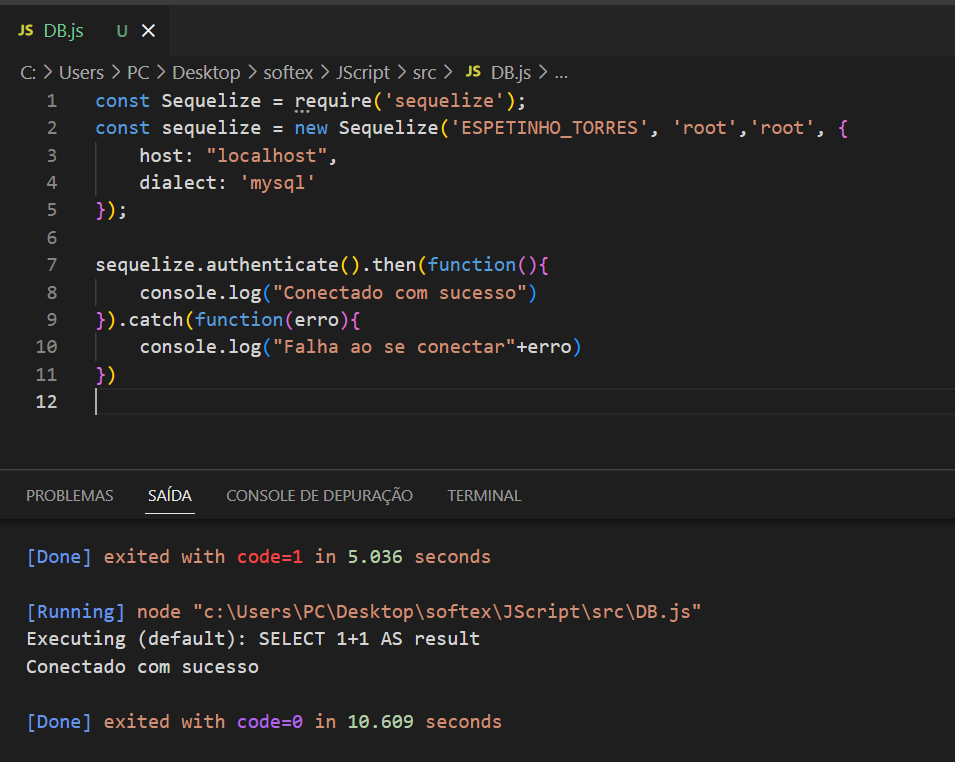 JS DB.js U ×
C: > Users > PC > Desktop > softex > JScript > src > JS DB.js > ...
1 const Sequelize = require('sequelize');
2 const sequelize = new Sequelize('ESPETINHO_TORRES', 'root','root', {
3     host: "localhost",
4     dialect: 'mysql'
5 });
6
7 sequelize.authenticate().then(function(){
8     console.log("Conectado com sucesso")
9 }).catch(function(erro){
10     console.log("Falha ao se conectar"+erro)
11 })
12
PROBLEMAS SAÍDA CONSOLE DE DEPURAÇÃO TERMINAL
[Done] exited with code=1 in 5.036 seconds
[Running] node "c:\Users\PC\Desktop\softex\JScript\src\DB.js"
Executing (default): SELECT 1+1 AS result
Conectado com sucesso
[Done] exited with code=0 in 10.609 seconds